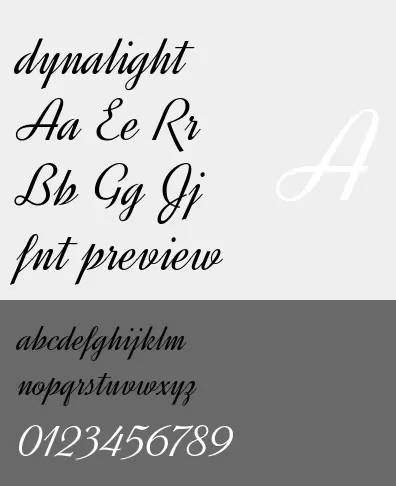 dynalight
Aa Ee Rr
A
Bb Gg Jj
fnt preview
abcdefghijklm
nopqrstuvwxyz
0123456789